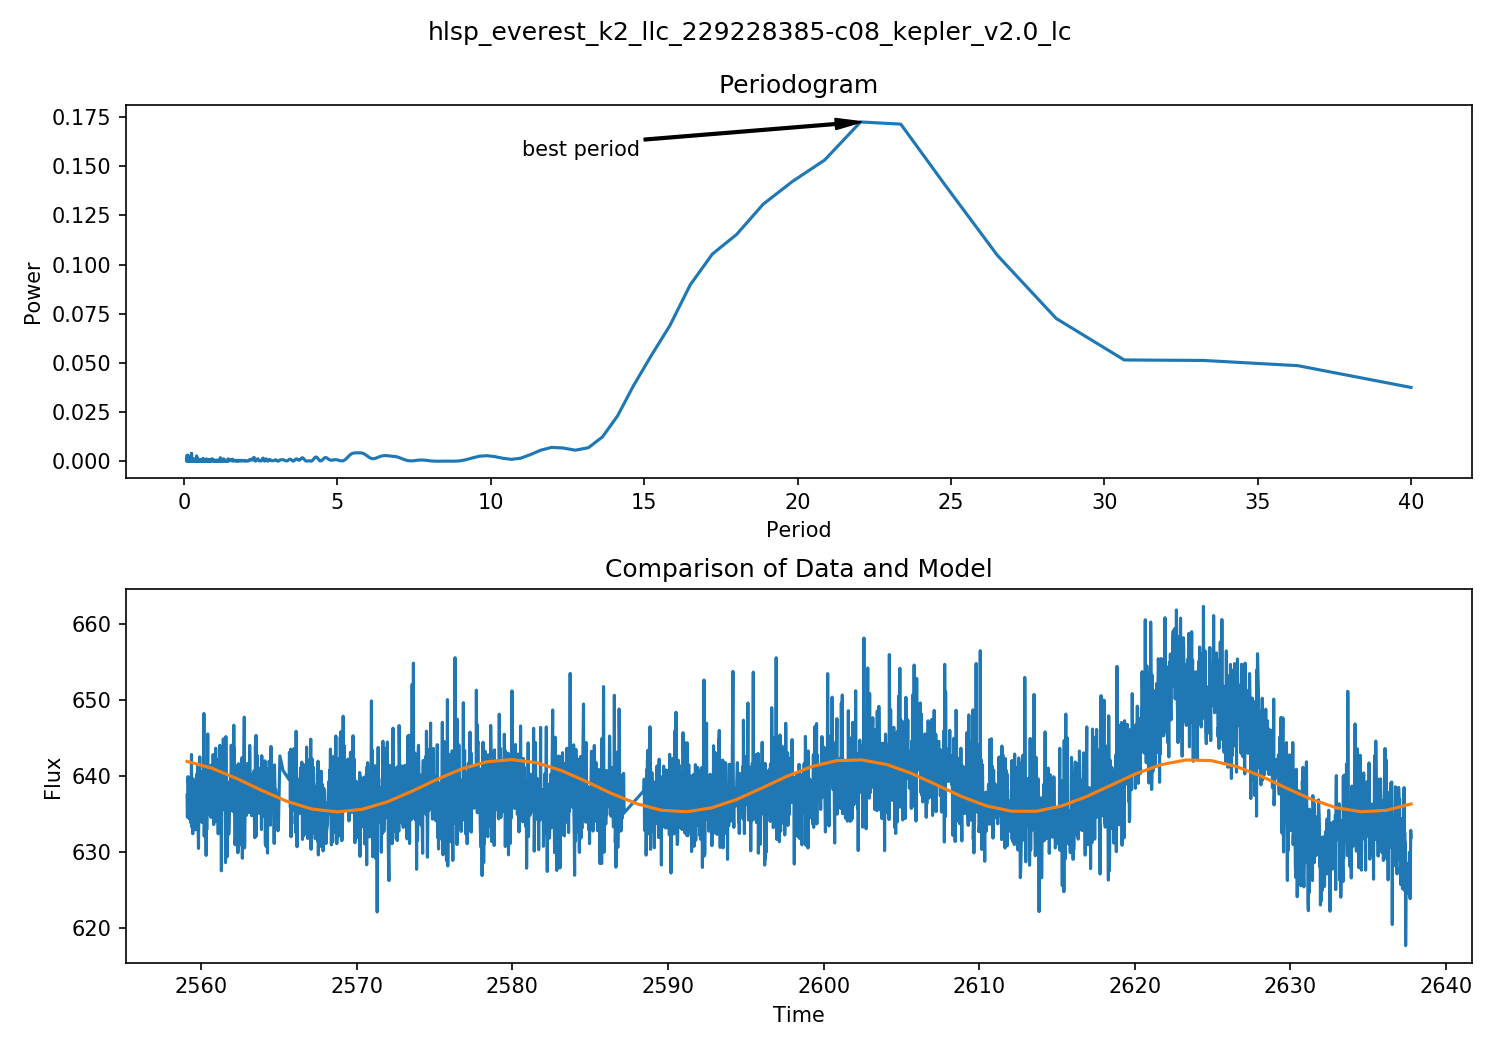 hlsp_everest_k2_llc_229228385-c08_kepler_v2.0_lc
Periodogram
0.175
0.150
0.125
0.100
0.075
0.050
0.025
0.000
Power
best period
0 5 10 15 20 25 30 35 40
Period
Comparison of Data and Model
660
650
640
630
620
Flux
2560 2570 2580 2590 2600 2610 2620 2630 2640
Time